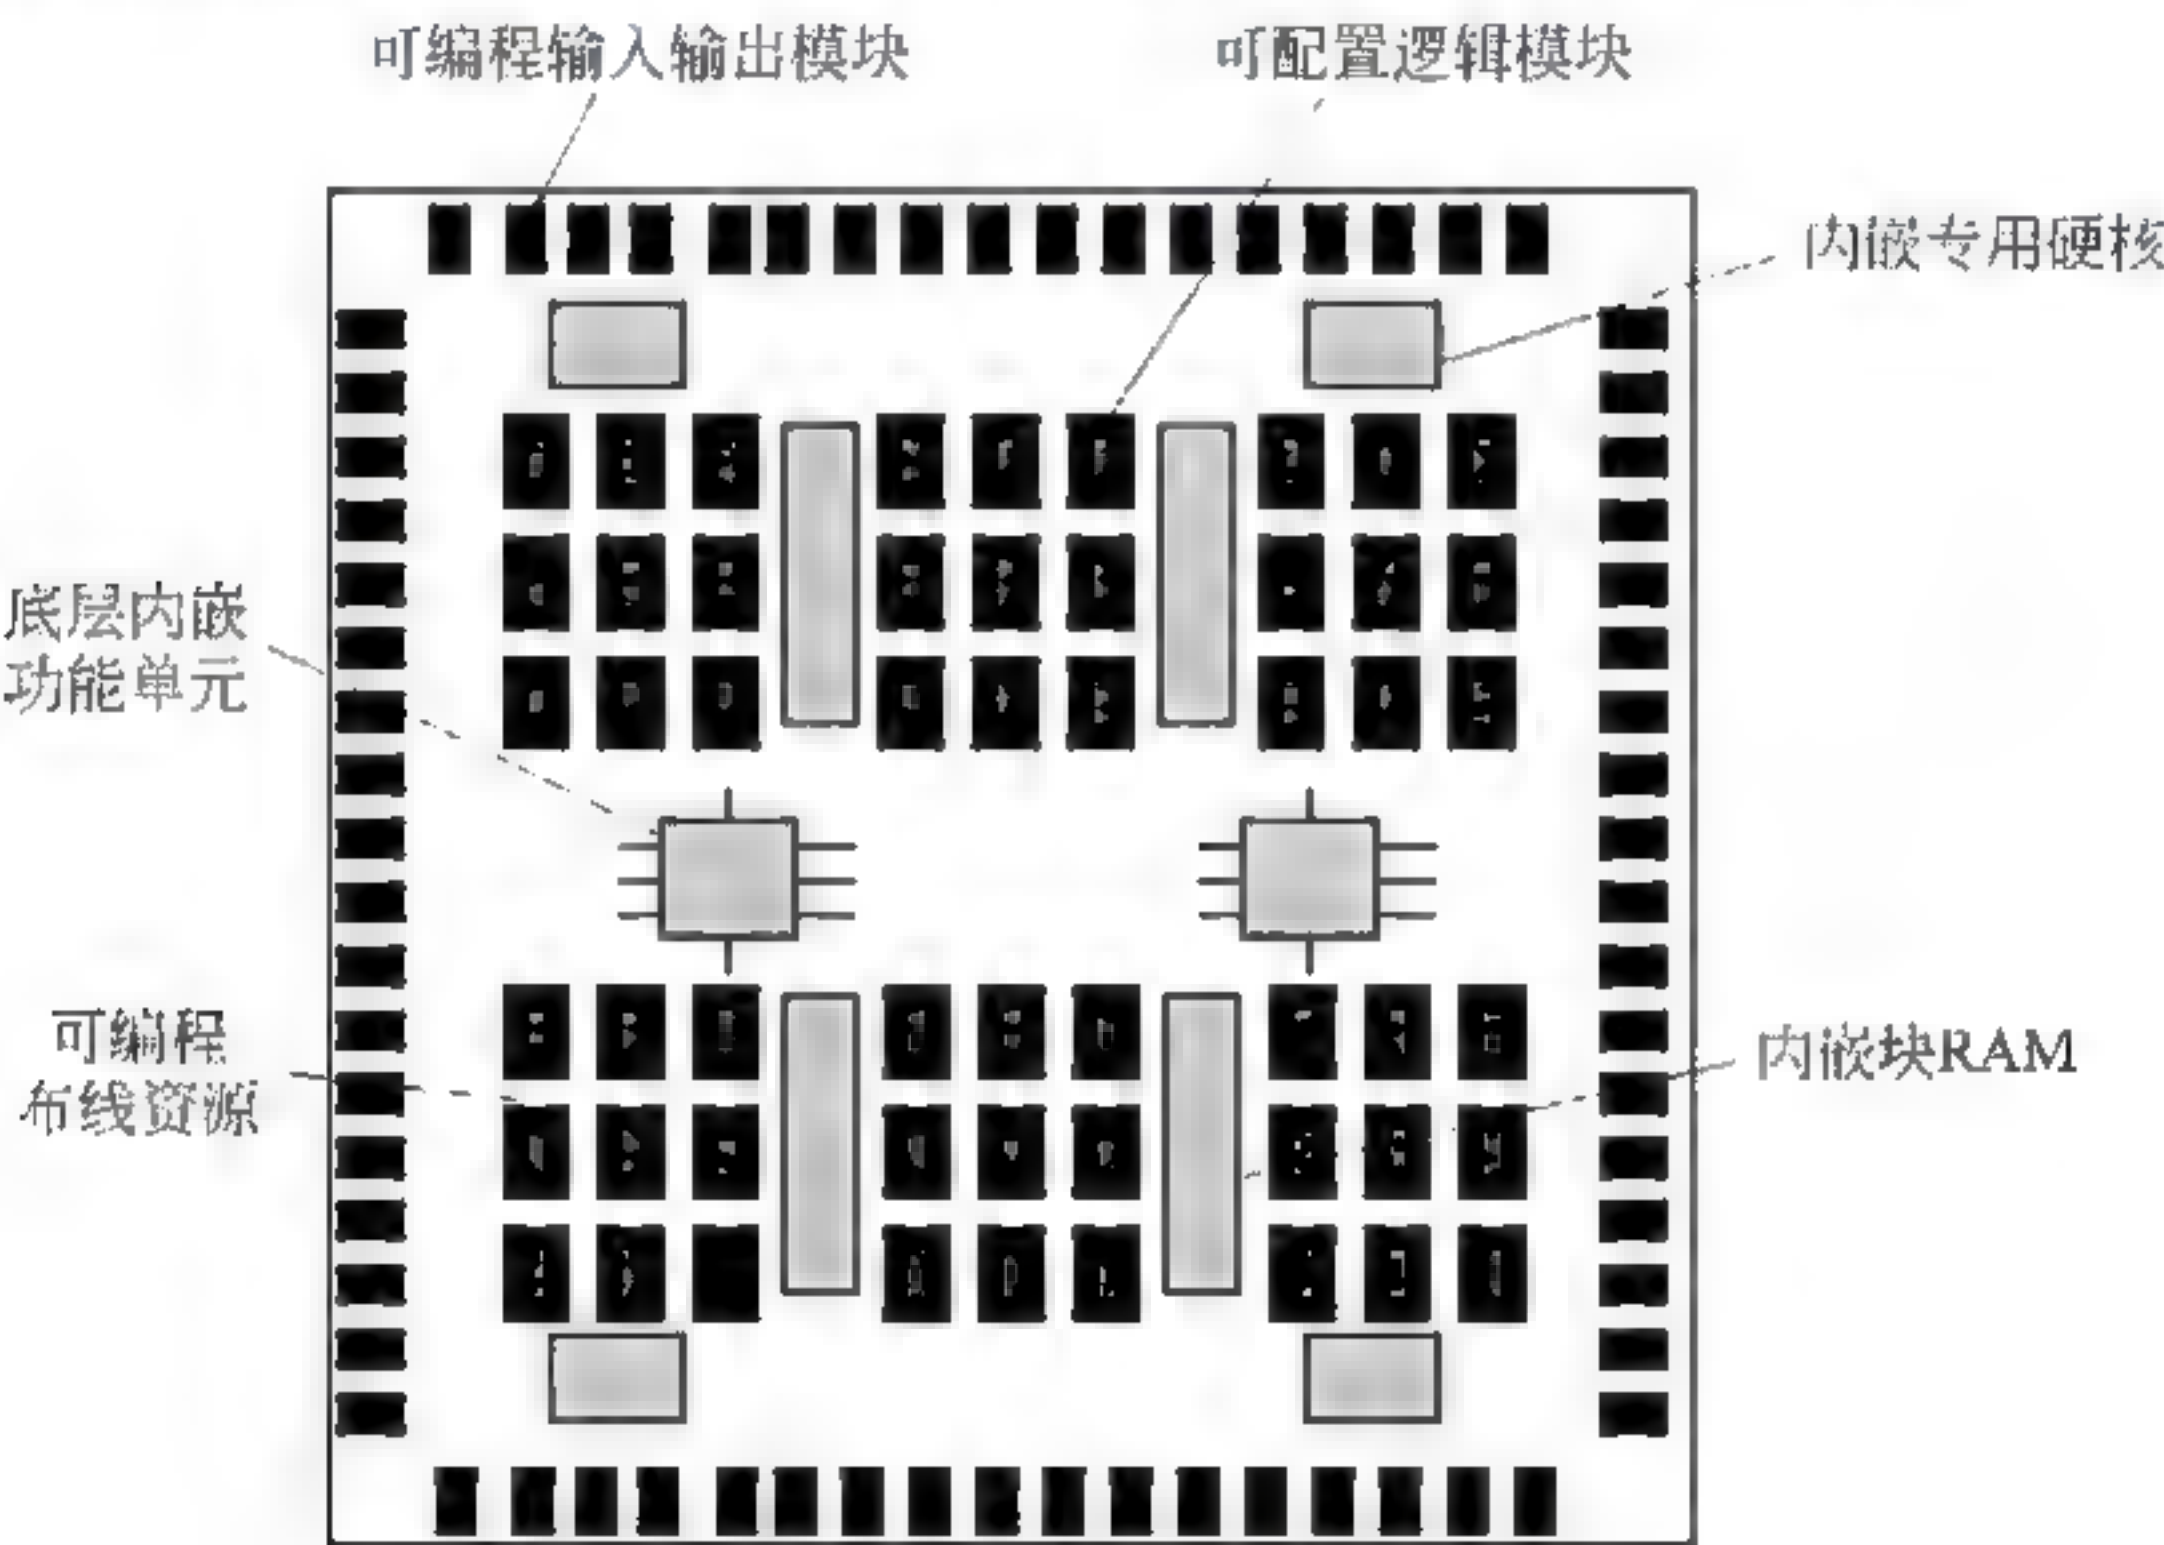 可编程输入输出模块
可配置逻辑模块
内嵌专用硬核
底层内嵌
功能单元
可编程
布线资源
内嵌块RAM